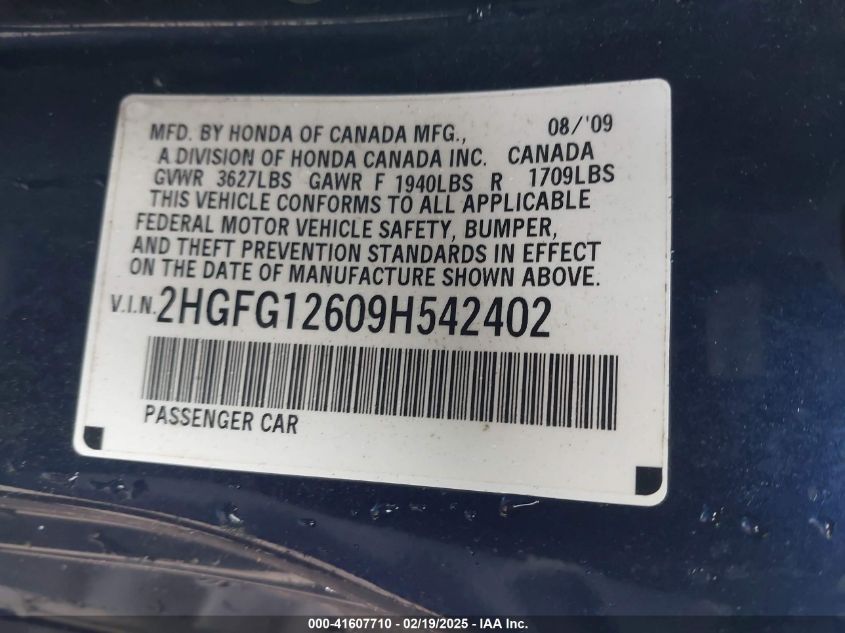 MFD. BY HONDA OF CANADA MFG., 08/'09
A DIVISION OF HONDA CANADA INC. CANADA
GVWR 3627LBS GAWR F 1940LBS R 1709LBS
THIS VEHICLE CONFORMS TO ALL APPLICABLE
FEDERAL MOTOR VEHICLE SAFETY, BUMPER,
AND THEFT PREVENTION STANDARDS IN EFFECT
ON THE DATE OF MANUFACTURE SHOWN ABOVE.
V.I.N. 2HGFG12609H542402
PASSENGER CAR
000-41607710 - 02/19/2025 - IAA Inc.